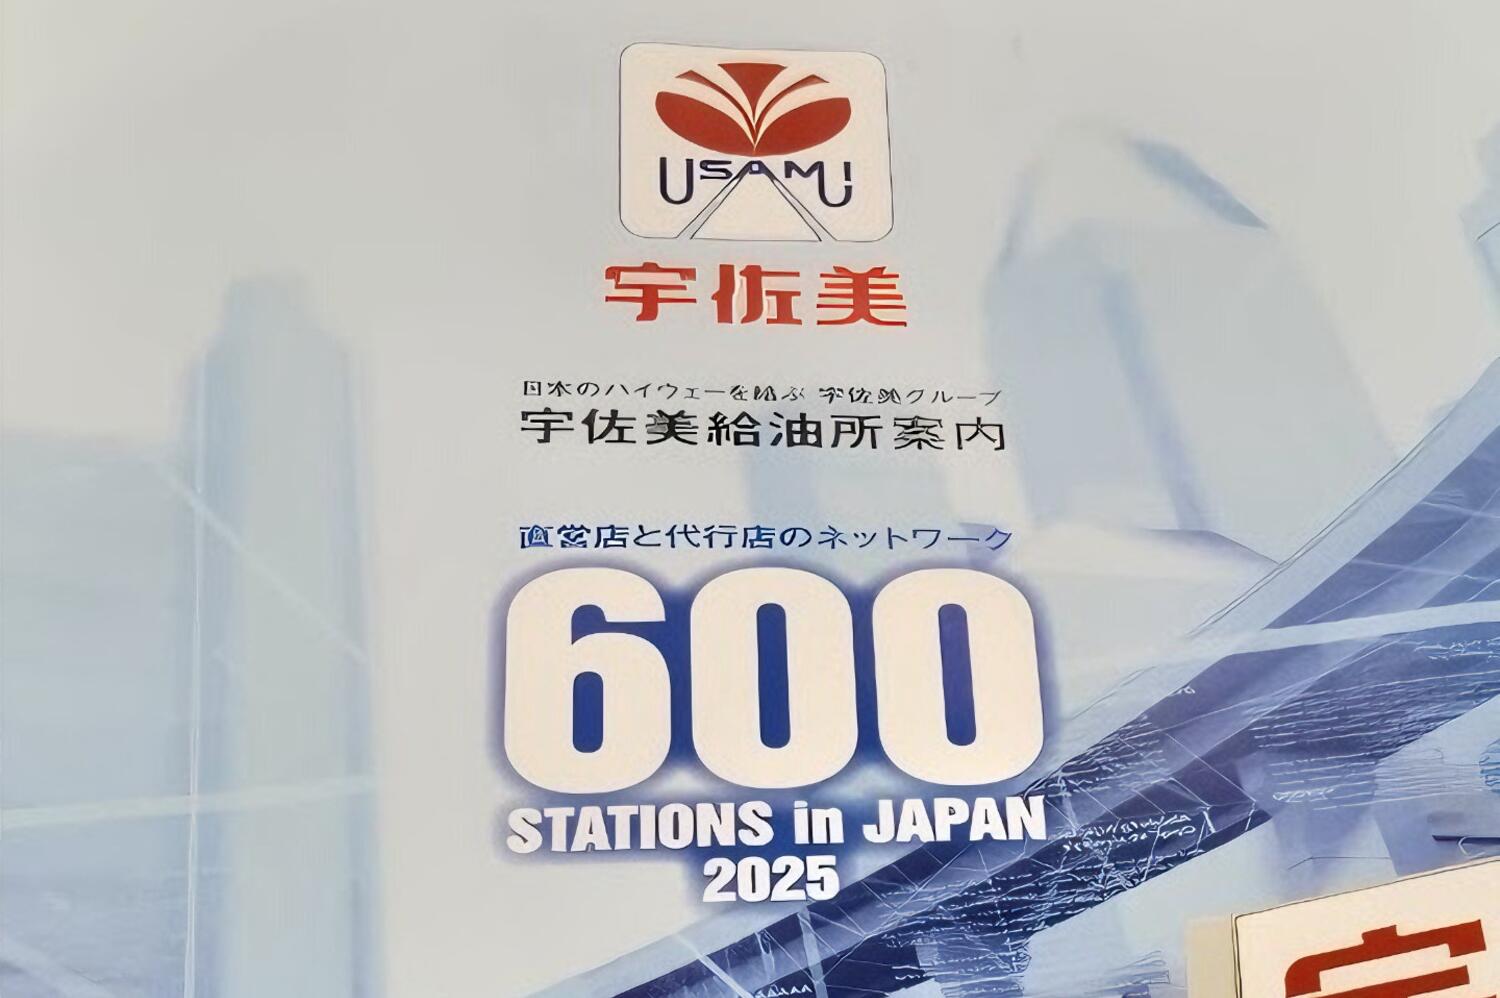 USAMI
宇佐美
日本のハイウェーを結ぶ 宇佐美グループ
宇佐美給油所案内
直営店と代行店のネットワーク
600
STATIONS in JAPAN
2025
宇